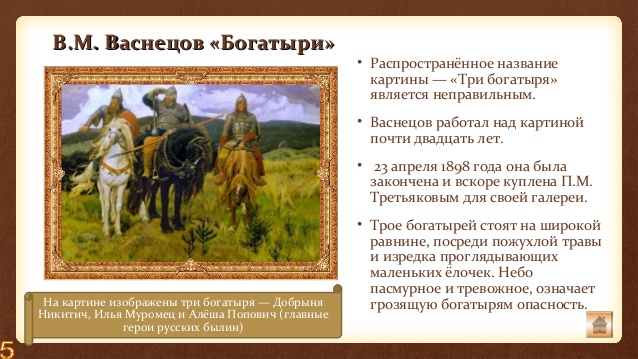 В.М. Васнецов «Богатыри»
• Распространённое название
картины — «Три богатыря»
является неправильным.
• Васнецов работал над картиной
почти двадцать лет.
• 23 апреля 1898 года она была
закончена и вскоре куплена П.М.
Третьяковым для своей галереи.
• Трое богатырей стоят на широкой
равнине, посреди пожухлой травы
и изредка проглядывающих
маленьких ёлочек. Небо
пасмурное и тревожное, означает
грозящую богатырям опасность.
На картине изображены три богатыря — Добрыня
Никитич, Илья Муромец и Алёша Попович (главные
герои русских былин)
5